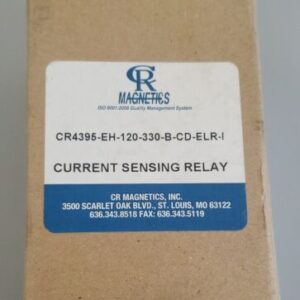 CR
MAGNETICS
ISO 9001:2008 Quality Management System
CR4395-EH-120-330-B-CD-ELR-I
CURRENT SENSING RELAY
CR MAGNETICS, INC.
3500 SCARLET OAK BLVD., ST. LOUIS, MO 63122
636.343.8518 FAX: 636.343.5119